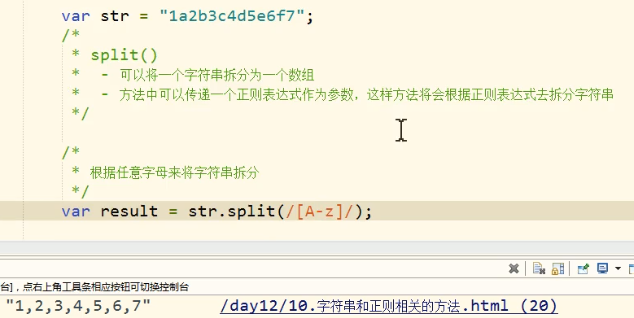 var str = "1a2b3c4d5e6f7";
/*
* split()
* - 可以将一个字符串拆分为一个数组
* - 方法中可以传递一个正则表达式作为参数，这样方法将会根据正则表达式去拆分字符串
*/
/*
* 根据任意字母来将字符串拆分
*/
var result = str.split(/[A-z]/);
台]，点右上角工具条相应按钮可切换控制台
"1,2,3,4,5,6,7" /day12/10.字符串和正则相关的方法.html (20)